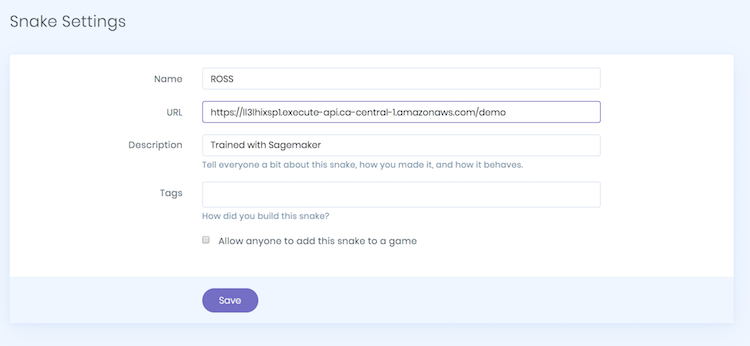 Snake Settings
Name
ROSS
URL
https://ll3lhixsp1.execute-api.ca-central-1.amazonaws.com/demo
Description
Trained with Sagemaker
Tell everyone a bit about this snake, how you made it, and how it behaves.
Tags
How did you build this snake?
Allow anyone to add this snake to a game
Save